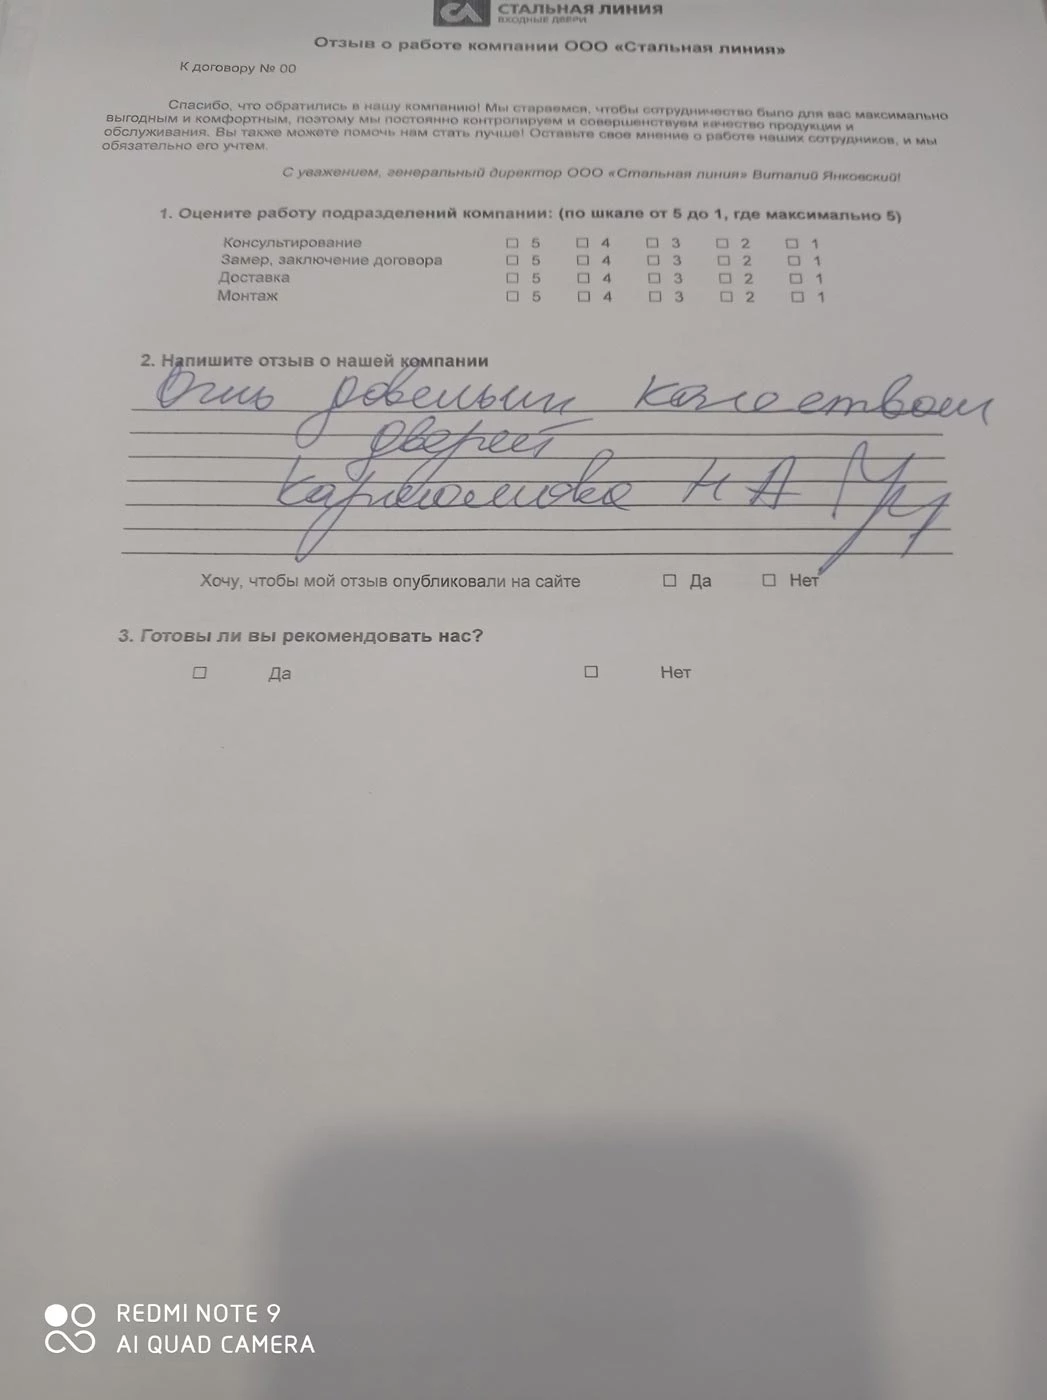 СА СТАЛЬНАЯ ЛИНИЯ
ВХОДНЫЕ ДВЕРИ
Отзыв о работе компании ООО «Стальная линия»
К договору № 00
Спасибо, что обратились в нашу компанию! Мы стараемся, чтобы сотрудничество было для вас максимально
выгодным и комфортным, поэтому мы постоянно контролируем и совершенствуем качество продукции и
обслуживания. Вы также можете помочь нам стать лучше! Оставьте свое мнение о работе наших сотрудников, и мы
обязательно его учтем.
С уважением, генеральный директор ООО «Стальная линия» Виталий Янковский!
1. Оцените работу подразделений компании: (по шкале от 5 до 1, где максимально 5)
Консультирование ☐ 5 ☐ 4 ☐ 3 ☐ 2 ☐ 1
Замер, заключение договора ☐ 5 ☐ 4 ☐ 3 ☐ 2 ☐ 1
Доставка ☐ 5 ☐ 4 ☐ 3 ☐ 2 ☐ 1
Монтаж ☐ 5 ☐ 4 ☐ 3 ☐ 2 ☐ 1
2. Напишите отзыв о нашей компании
Очень довольны качеством
дверей
Н А
Хочу, чтобы мой отзыв опубликовали на сайте ☐ Да ☐ Нет
3. Готовы ли вы рекомендовать нас?
☐ Да ☐ Нет
REDMI NOTE 9
AI QUAD CAMERA